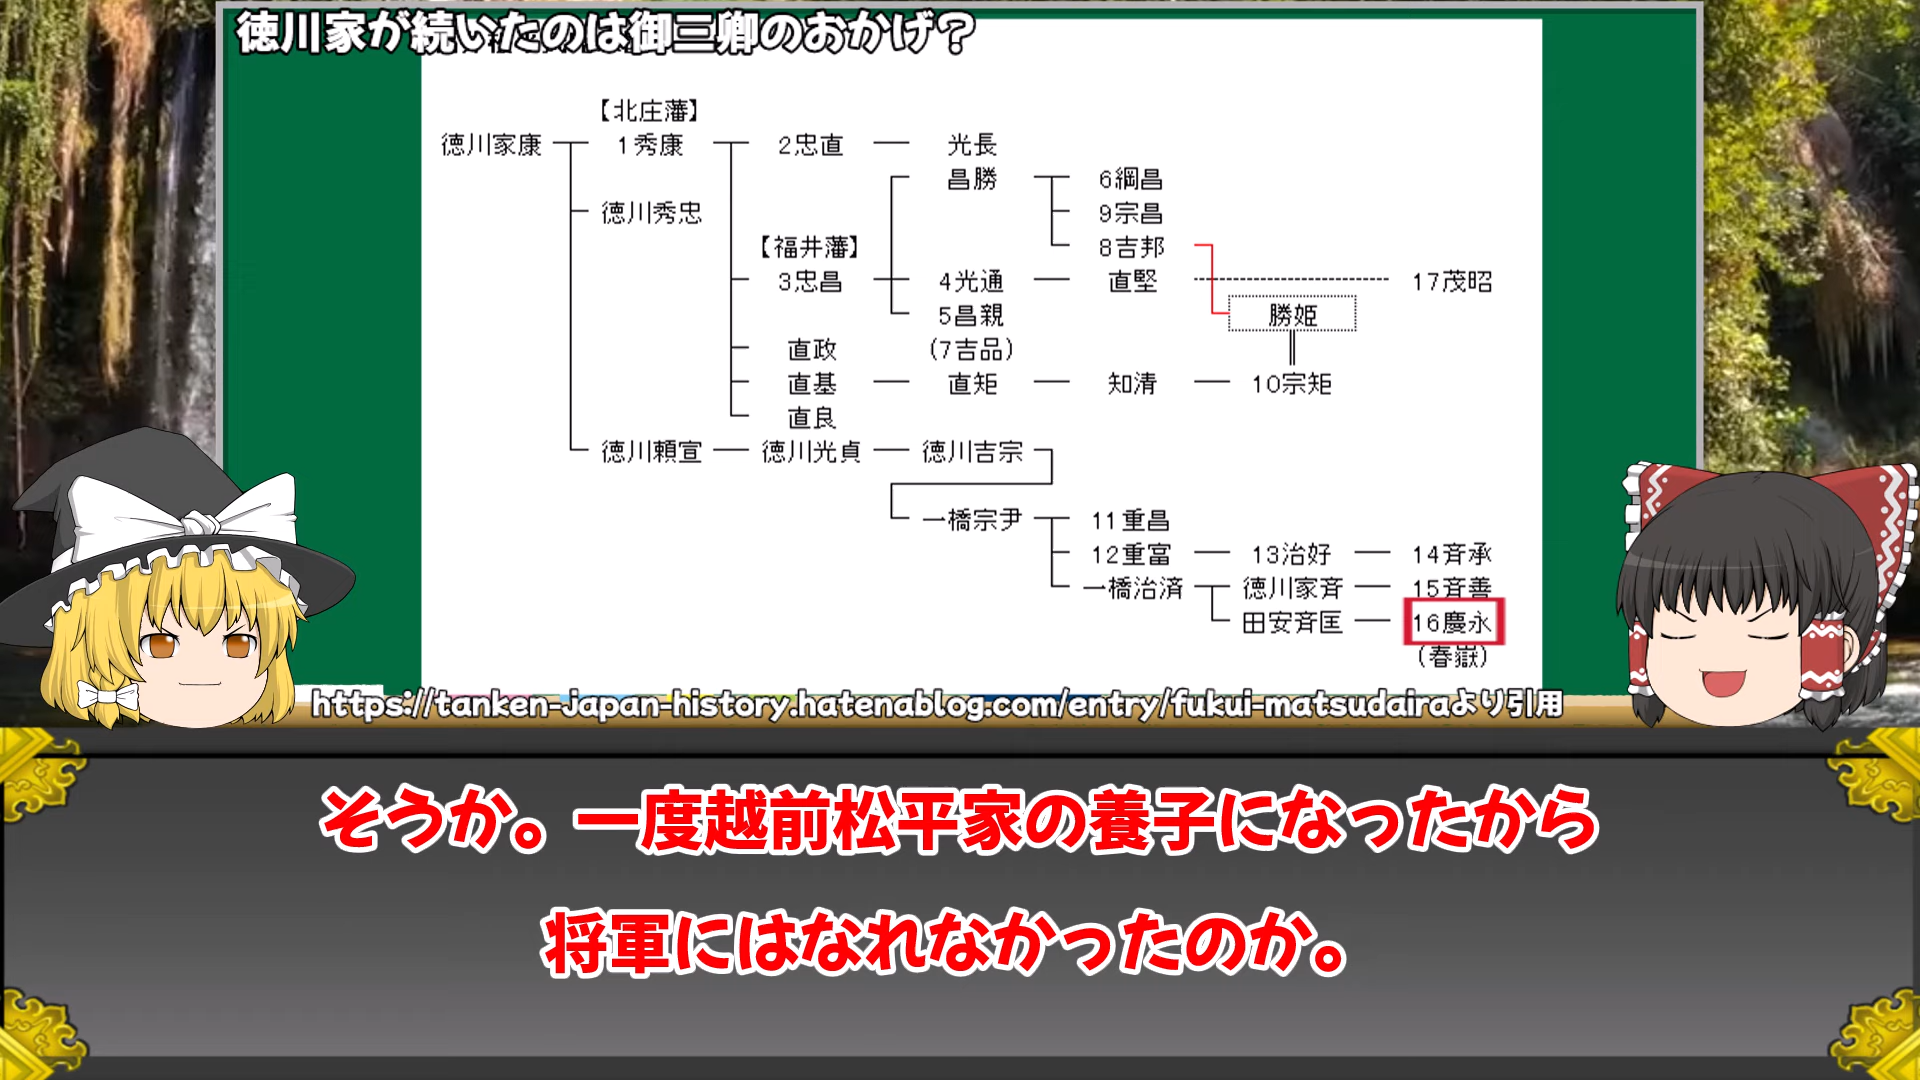 徳川家が続いたのは御三卿のおかげ？
【北庄藩】
徳川家康 1秀康 2忠直 光長
昌勝 6綱昌
徳川秀忠 9宗昌
【福井藩】 8吉邦
3忠昌 4光通 直堅 17茂昭
5昌親 勝姫
直政 (7吉品)
直基 直矩 知清 10宗矩
直良
徳川頼宣 徳川光貞 徳川吉宗
一橋宗尹 11重昌
12重富 13治好 14斉承
一橋治済 徳川家斉 15斉善
田安斉匡 16慶永
(春嶽)
https://tanken-japan-history.hatenablog.com/entry/fukui-matsudairaより引用
そうか。一度越前松平家の養子になったから
将軍にはなれなかったのか。